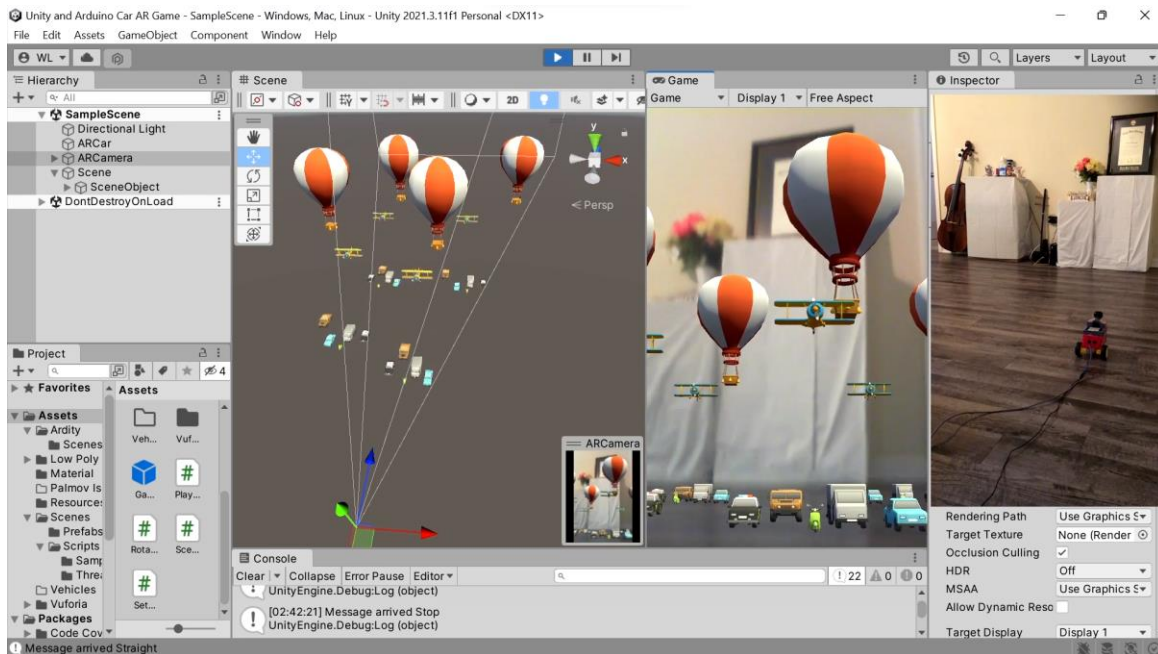 Unity and Arduino Car AR Game - SampleScene - Windows, Mac, Linux - Unity 2021.3.11f1 Personal <DX11>
File Edit Assets GameObject Component Window Help
WL Layers Layout
Hierarchy
All
SampleScene
Directional Light
ARCar
ARCamera
Scene
SceneObject
DontDestroyOnLoad
Scene
2D
y
x
Persp
ARCamera
Game
Game Display 1 Free Aspect
Inspector
Rendering Path Use Graphics S
Target Texture None (Render
Occlusion Culling
HDR Off
MSAA Use Graphics S
Allow Dynamic Reso
Target Display Display 1
Project
4
Favorites
Assets
Ardity
Scenes
Low Poly
Material
Palmov Is
Resources
Scenes
Prefabs
Scripts
Samp
Threa
Vehicles
Vuforia
Packages
Code Cov
Assets
Veh... Vuf...
Ga... Play...
Rota... Sce...
Set...
Console
Clear Collapse Error Pause Editor 22 0 0
UnityEngine.Debug:Log (object)
[02:42:21] Message arrived Stop
UnityEngine.Debug:Log (object)
Message arrived Straight